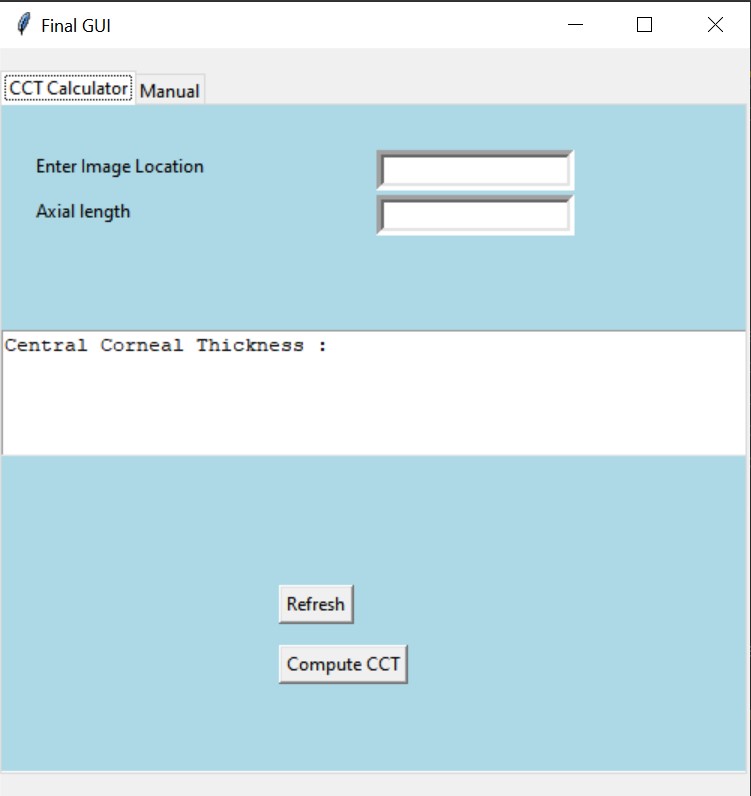 Final GUI
CCT Calculator Manual
Enter Image Location
Axial length
Central Corneal Thickness :
Refresh
Compute CCT